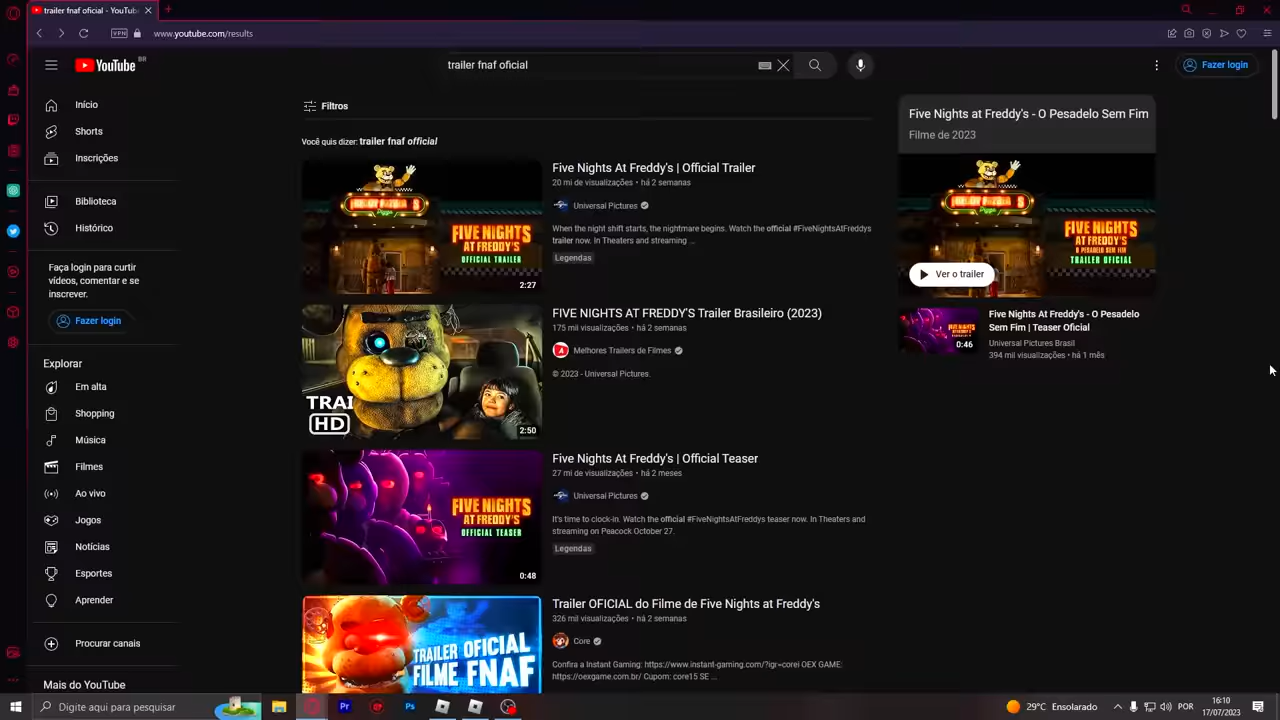 trailer fnaf oficial - YouTube
VPN
www.youtube.com/results
YouTube BR
trailer fnaf oficial
Fazer login
Início
Shorts
Inscrições
Biblioteca
Histórico
Faça login para curtir
vídeos, comentar e se
inscrever.
Fazer login
Explorar
Em alta
Shopping
Música
Filmes
Ao vivo
Jogos
Notícias
Esportes
Aprender
Procurar canais
Mais do YouTube
Filtros
Você quis dizer: trailer fnaf official
FIVE NIGHTS
AT FREDDY'S
OFFICIAL TRAILER
2:27
Five Nights At Freddy's | Official Trailer
20 mi de visualizações • há 2 semanas
Universal Pictures
When the night shift starts, the nightmare begins. Watch the official #FiveNightsAtFreddys
trailer now. In Theaters and streaming ...
Legendas
TRAI
HD
2:50
FIVE NIGHTS AT FREDDY'S Trailer Brasileiro (2023)
175 mil visualizações • há 2 semanas
Melhores Trailers de Filmes
© 2023 - Universal Pictures.
FIVE NIGHTS
AT FREDDY'S
OFFICIAL TEASER
0:48
Five Nights At Freddy's | Official Teaser
27 mi de visualizações • há 2 meses
Universal Pictures
It's time to clock-in. Watch the official #FiveNightsAtFreddys teaser now. In Theaters and
streaming on Peacock October 27.
Legendas
TRAILER OFICIAL
FILME FNAF
Trailer OFICIAL do Filme de Five Nights at Freddy's
326 mil visualizações • há 2 semanas
Core
Confira a Instant Gaming: https://www.instant-gaming.com/?igr=corei OEX GAME:
https://oexgame.com.br/ Cupom: core15 SE ...
Five Nights at Freddy's - O Pesadelo Sem Fim
Filme de 2023
FIVE NIGHTS
AT FREDDY'S
O PESADELO SEM FIM
TRAILER OFICIAL
Ver o trailer
0:46
Five Nights At Freddy's - O Pesadelo
Sem Fim | Teaser Oficial
Universal Pictures Brasil
394 mil visualizações • há 1 mês
Digite aqui para pesquisar
Pr
Ps
29°C Ensolarado
POR
16:10
17/07/2023